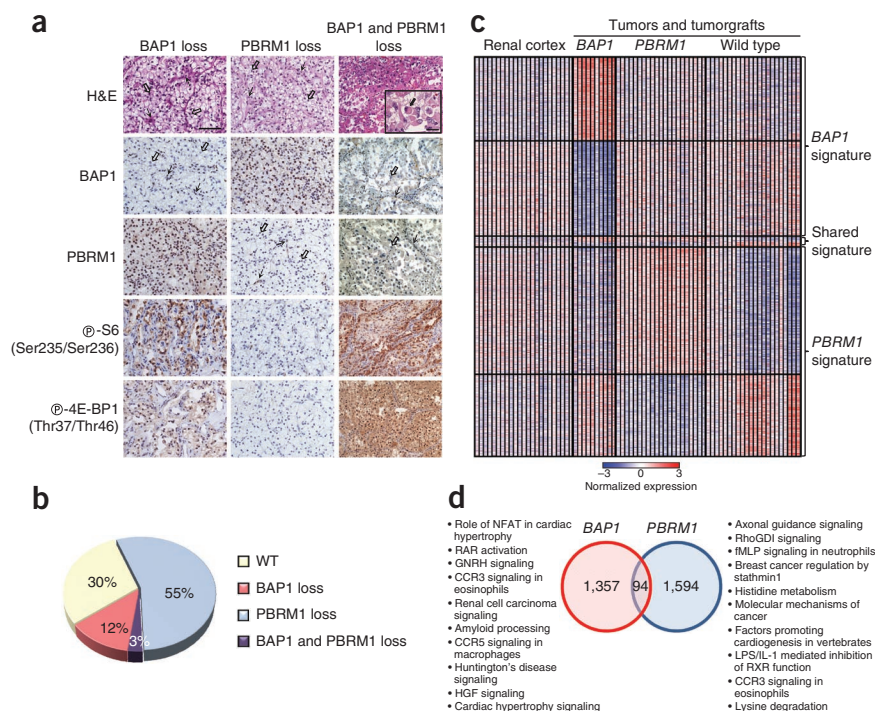 a
BAP1 loss
PBRM1 loss
BAP1 and PBRM1
loss
H&E
BAP1
PBRM1
Ⓟ-S6
(Ser235/Ser236)
Ⓟ-4E-BP1
(Thr37/Thr46)
b
30%
55%
12%
3%
WT
BAP1 loss
PBRM1 loss
BAP1 and PBRM1 loss
c
Tumors and tumorgrafts
Renal cortex
BAP1
PBRM1
Wild type
BAP1
signature
Shared
signature
PBRM1
signature
−3
0
3
Normalized expression
d
• Role of NFAT in cardiac
hypertrophy
• RAR activation
• GNRH signaling
• CCR3 signaling in
eosinophils
• Renal cell carcinoma
signaling
• Amyloid processing
• CCR5 signaling in
macrophages
• Huntington's disease
signaling
• HGF signaling
• Cardiac hypertrophy signaling
BAP1
PBRM1
1,357
94
1,594
• Axonal guidance signaling
• RhoGDI signaling
• fMLP signaling in neutrophils
• Breast cancer regulation by
stathmin1
• Histidine metabolism
• Molecular mechanisms of
cancer
• Factors promoting
cardiogenesis in vertebrates
• LPS/IL-1 mediated inhibition
of RXR function
• CCR3 signaling in
eosinophils
• Lysine degradation